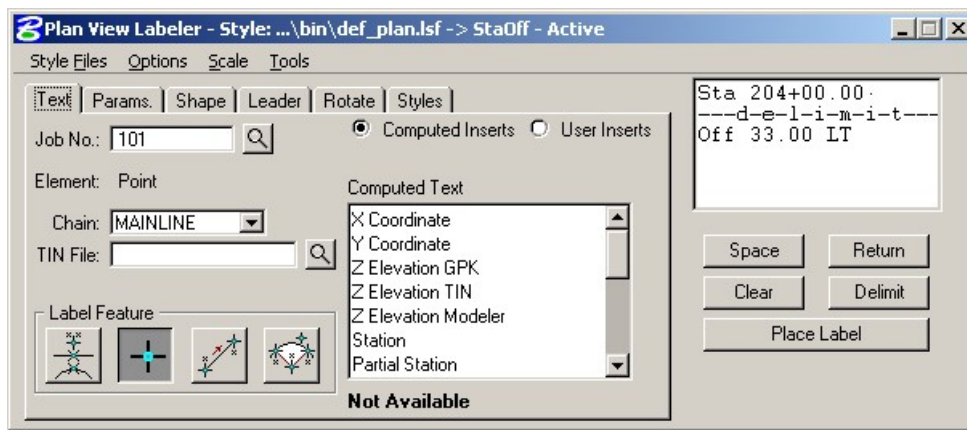 Plan View Labeler - Style: ...\bin\def_plan.lsf -> StaOff - Active
Style Files Options Scale Tools
Text Params. Shape Leader Rotate Styles
Job No.: 101
Computed Inserts User Inserts
Element: Point
Chain: MAINLINE
TIN File:
Label Feature
Computed Text
X Coordinate
Y Coordinate
Z Elevation GPK
Z Elevation TIN
Z Elevation Modeler
Station
Partial Station
Not Available
Sta 204+00.00·
---d-e-l-i-m-i-t---
Off 33.00 LT
Space Return
Clear Delimit
Place Label